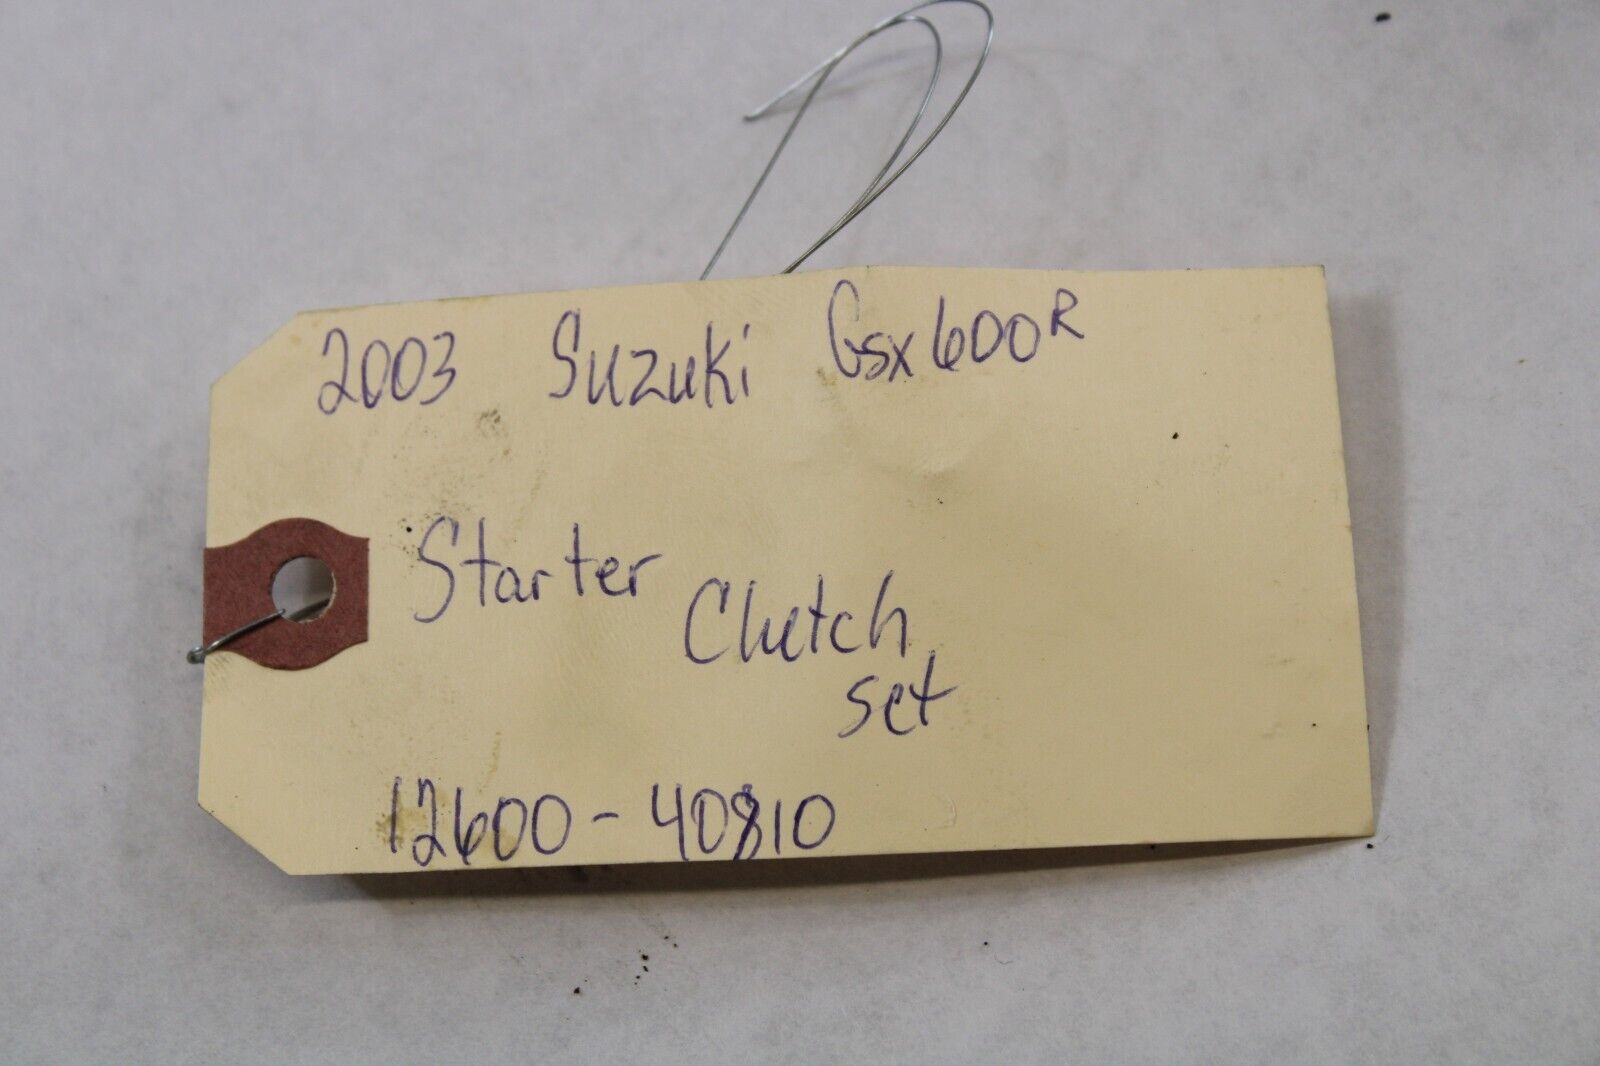 2003 Suzuki Gsx600R
Starter
Clutch
set
12600-40810